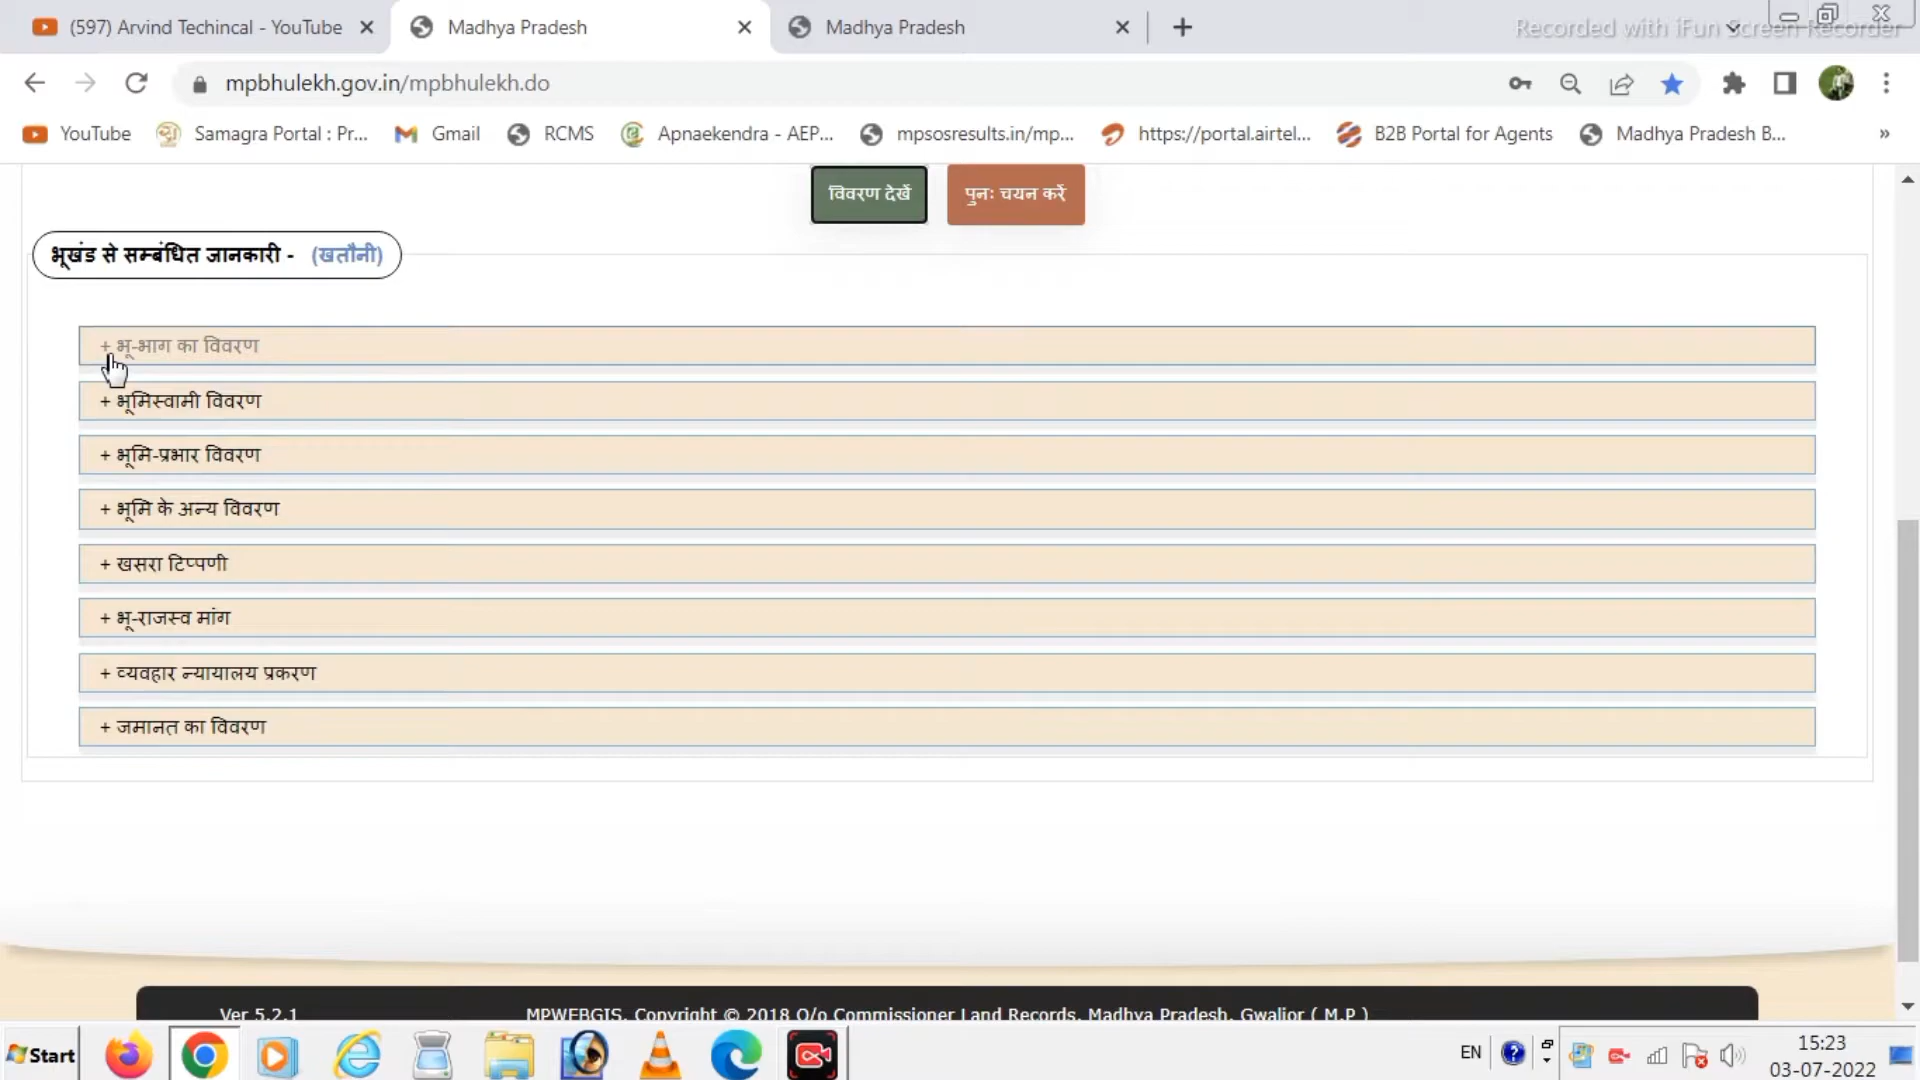 (597) Arvind Techincal - YouTube
Madhya Pradesh
Madhya Pradesh
Recorded with iFun Screen Recorder
mpbhulekh.gov.in/mpbhulekh.do
YouTube
Samagra Portal : Pr...
Gmail
RCMS
Apnaekendra - AEP...
mpsosresults.in/mp...
https://portal.airtel...
B2B Portal for Agents
Madhya Pradesh B...
»
विवरण देखें
पुनः चयन करें
भूखंड से सम्बंधित जानकारी - (खतौनी)
+ भू-भाग का विवरण
+ भूमिस्वामी विवरण
+ भूमि-प्रभार विवरण
+ भूमि के अन्य विवरण
+ खसरा टिप्पणी
+ भू-राजस्व मांग
+ व्यवहार न्यायालय प्रकरण
+ जमानत का विवरण
Ver 5.2.1
MPWEBGIS, Copyright © 2018 O/o Commissioner Land Records, Madhya Pradesh, Gwalior ( M.P )
Start
EN
15:23
03-07-2022